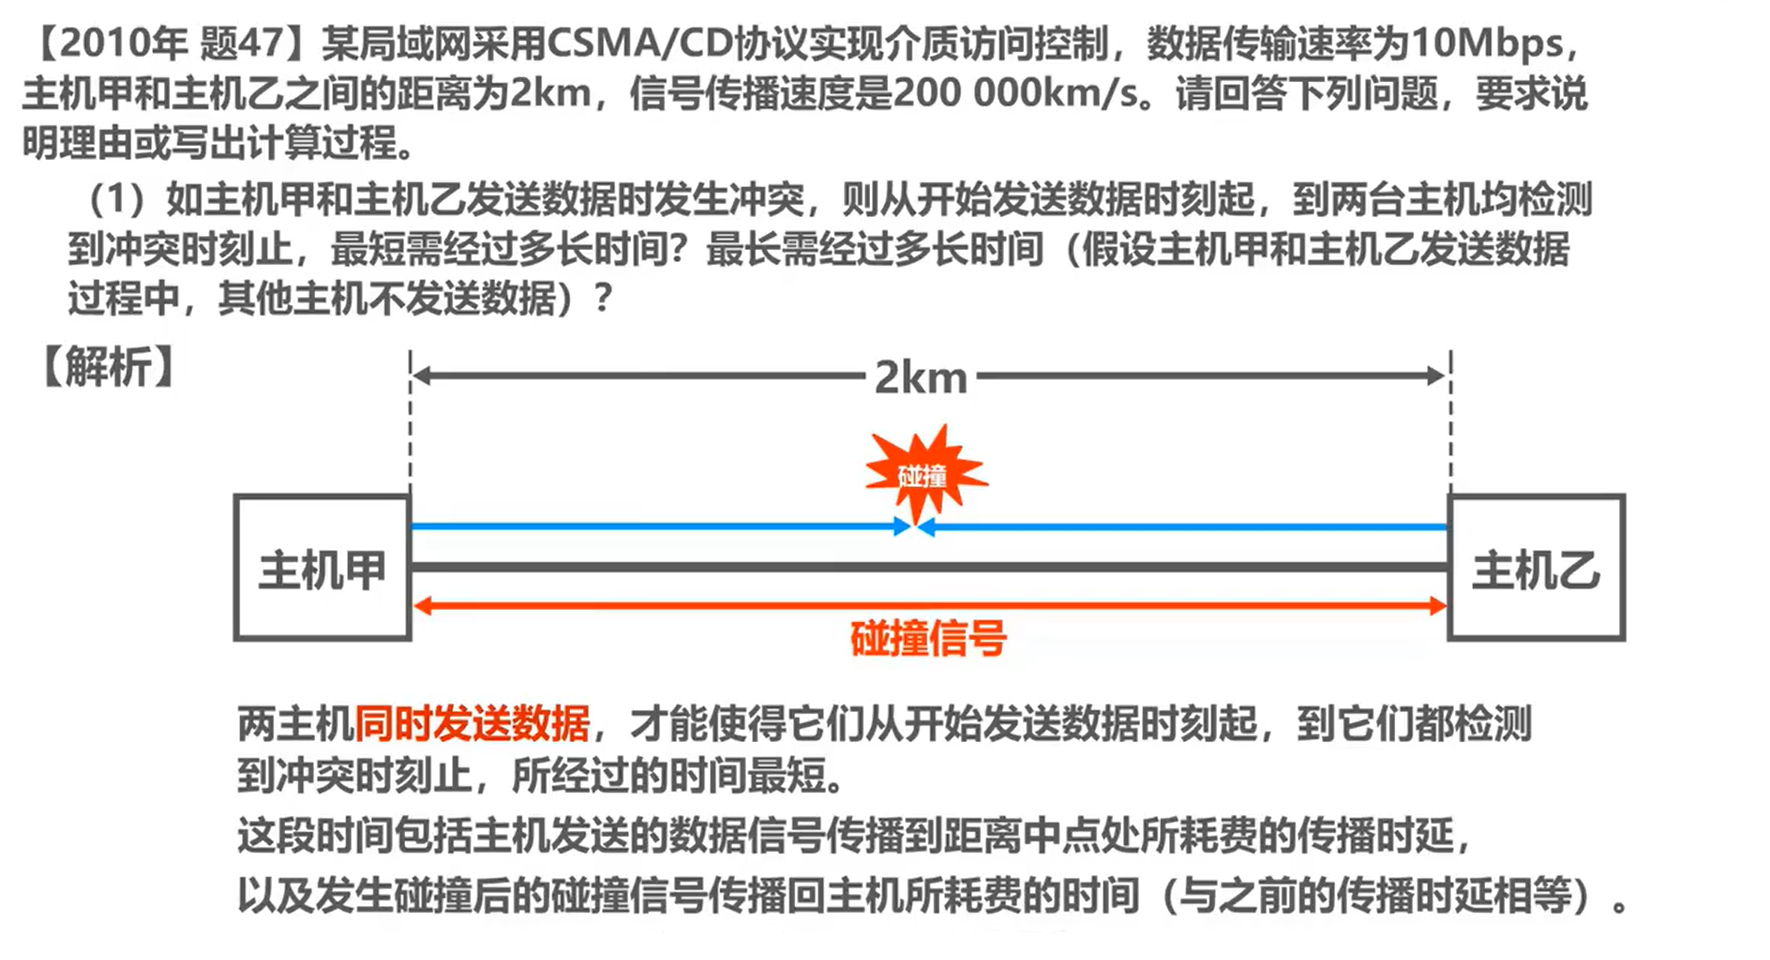 【2010年 题47】某局域网采用CSMA/CD协议实现介质访问控制，数据传输速率为10Mbps，
主机甲和主机乙之间的距离为2km，信号传播速度是200 000km/s。请回答下列问题，要求说
明理由或写出计算过程。
（1）如主机甲和主机乙发送数据时发生冲突，则从开始发送数据时刻起，到两台主机均检测
到冲突时刻止，最短需经过多长时间？最长需经过多长时间（假设主机甲和主机乙发送数据
过程中，其他主机不发送数据）？
【解析】
2km
碰撞
主机甲
主机乙
碰撞信号
两主机同时发送数据，才能使得它们从开始发送数据时刻起，到它们都检测
到冲突时刻止，所经过的时间最短。
这段时间包括主机发送的数据信号传播到距离中点处所耗费的传播时延，
以及发生碰撞后的碰撞信号传播回主机所耗费的时间（与之前的传播时延相等）。